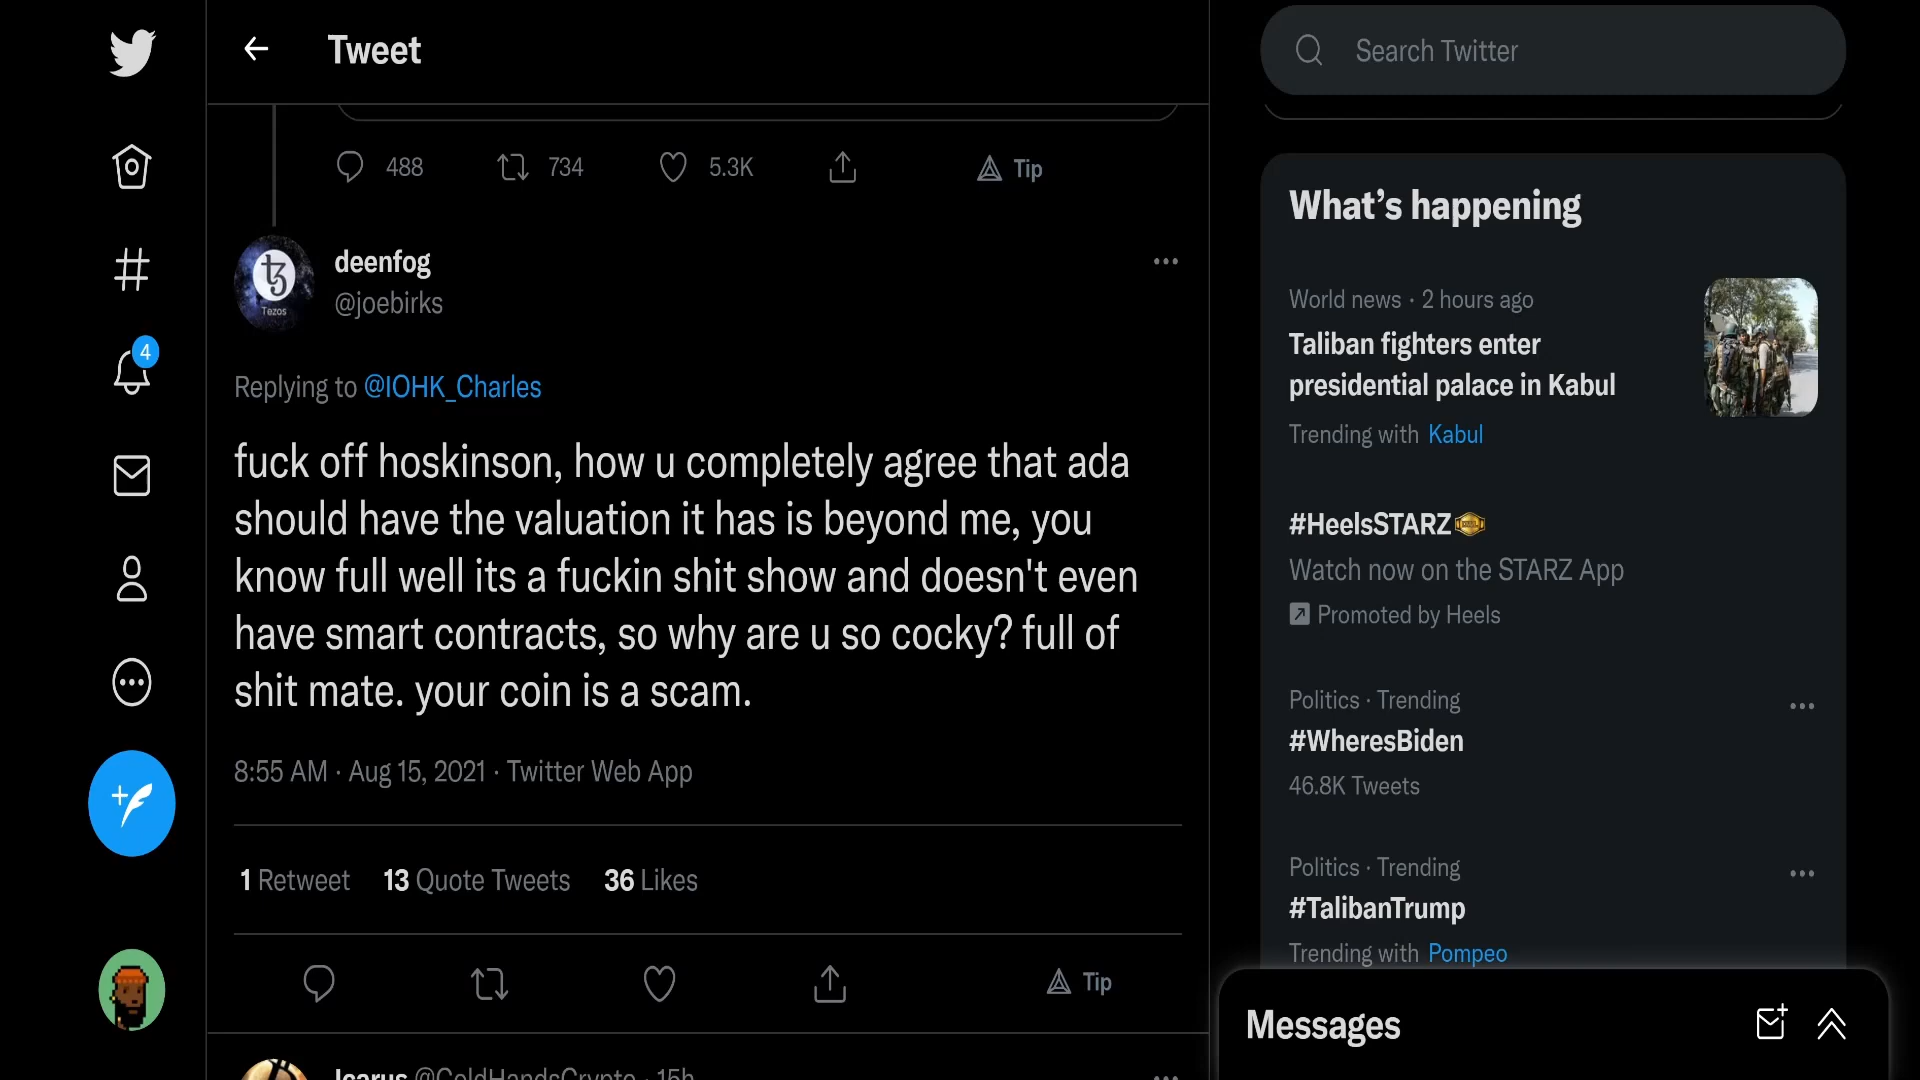 Tweet
488
734
5.3K
Tip
deenfog
@joebirks
Tezos
Replying to @IOHK_Charles
fuck off hoskinson, how u completely agree that ada
should have the valuation it has is beyond me, you
know full well its a fuckin shit show and doesn't even
have smart contracts, so why are u so cocky? full of
shit mate. your coin is a scam.
8:55 AM · Aug 15, 2021 · Twitter Web App
1 Retweet 13 Quote Tweets 36 Likes
Tip
Icarus @GoldHandsCrypto · 15h
4
Search Twitter
What's happening
World news · 2 hours ago
Taliban fighters enter
presidential palace in Kabul
Trending with Kabul
#HeelsSTARZ
Watch now on the STARZ App
Promoted by Heels
Politics · Trending
#WheresBiden
46.8K Tweets
Politics · Trending
#TalibanTrump
Trending with Pompeo
Messages